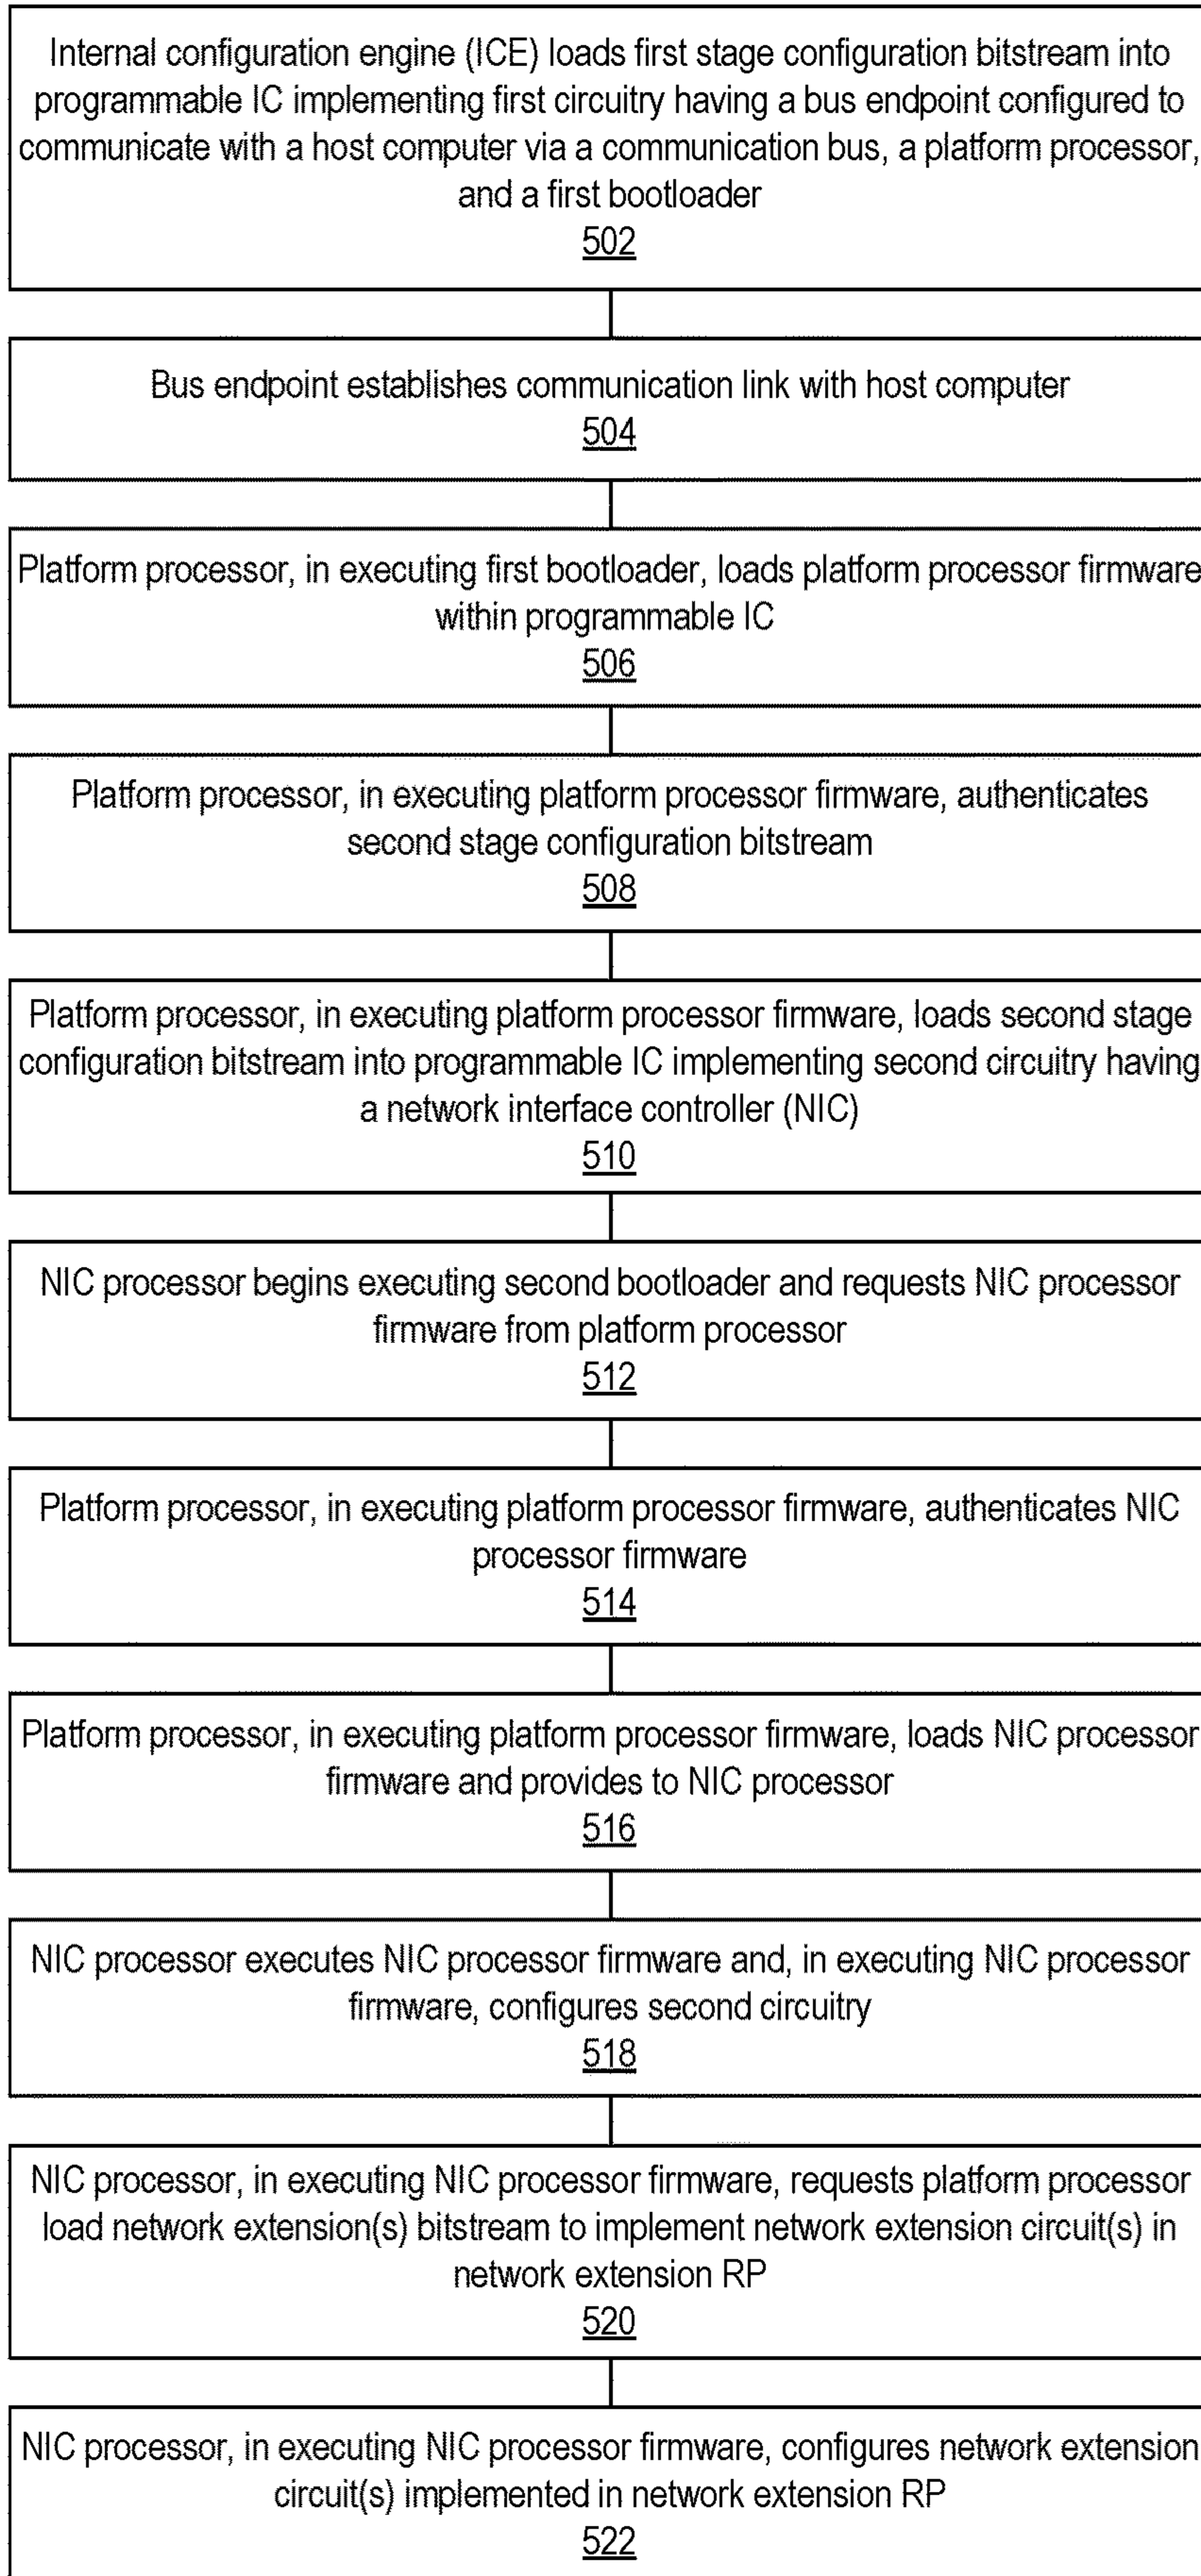 Internal configuration engine (ICE) loads first stage configuration bitstream into
programmable IC implementing first circuitry having a bus endpoint configured to
communicate with a host computer via a communication bus, a platform processor,
and a first bootloader
502
Bus endpoint establishes communication link with host computer
504
Platform processor, in executing first bootloader, loads platform processor firmware
within programmable IC
506
Platform processor, in executing platform processor firmware, authenticates
second stage configuration bitstream
508
Platform processor, in executing platform processor firmware, loads second stage
configuration bitstream into programmable IC implementing second circuitry having
a network interface controller (NIC)
510
NIC processor begins executing second bootloader and requests NIC processor
firmware from platform processor
512
Platform processor, in executing platform processor firmware, authenticates NIC
processor firmware
514
Platform processor, in executing platform processor firmware, loads NIC processor
firmware and provides to NIC processor
516
NIC processor executes NIC processor firmware and, in executing NIC processor
firmware, configures second circuitry
518
NIC processor, in executing NIC processor firmware, requests platform processor
load network extension(s) bitstream to implement network extension circuit(s) in
network extension RP
520
NIC processor, in executing NIC processor firmware, configures network extension
circuit(s) implemented in network extension RP
522